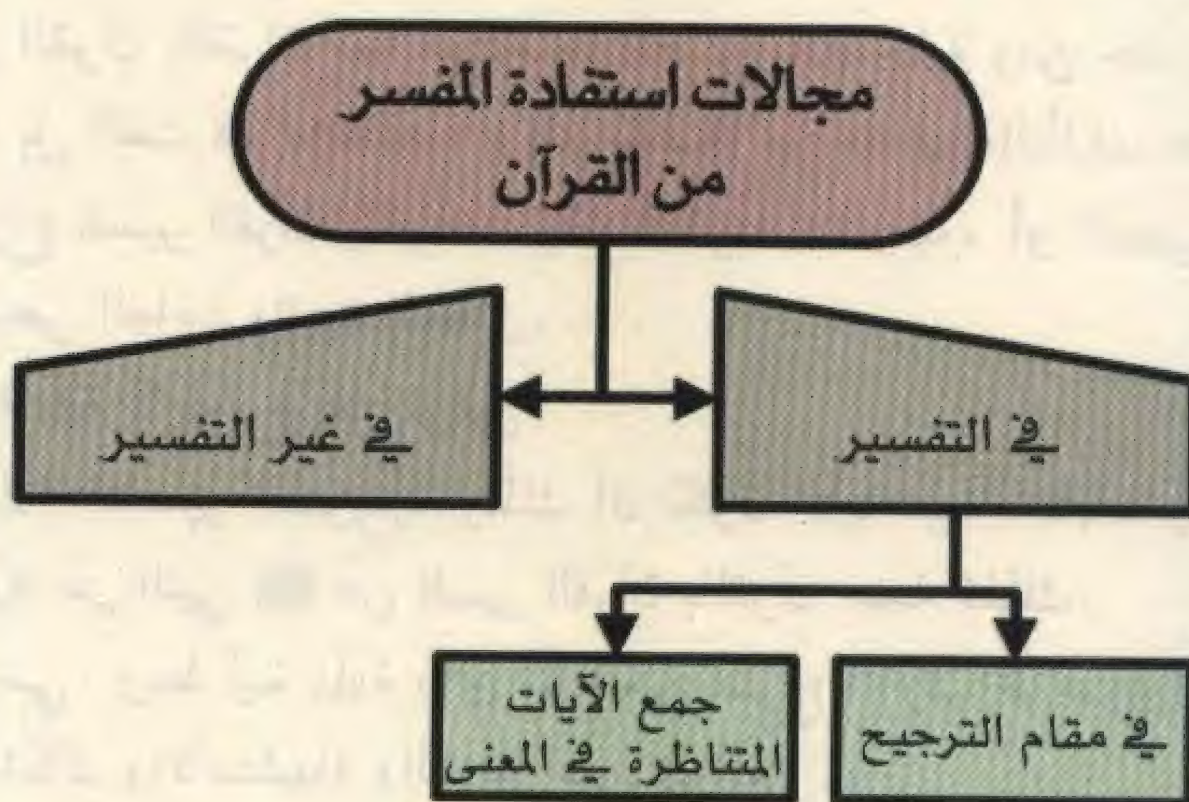 مجالات استفادة المفسر
من القرآن
في التفسير
في غير التفسير
في مقام الترجيح
جمع الآيات
المتناظرة في المعنى